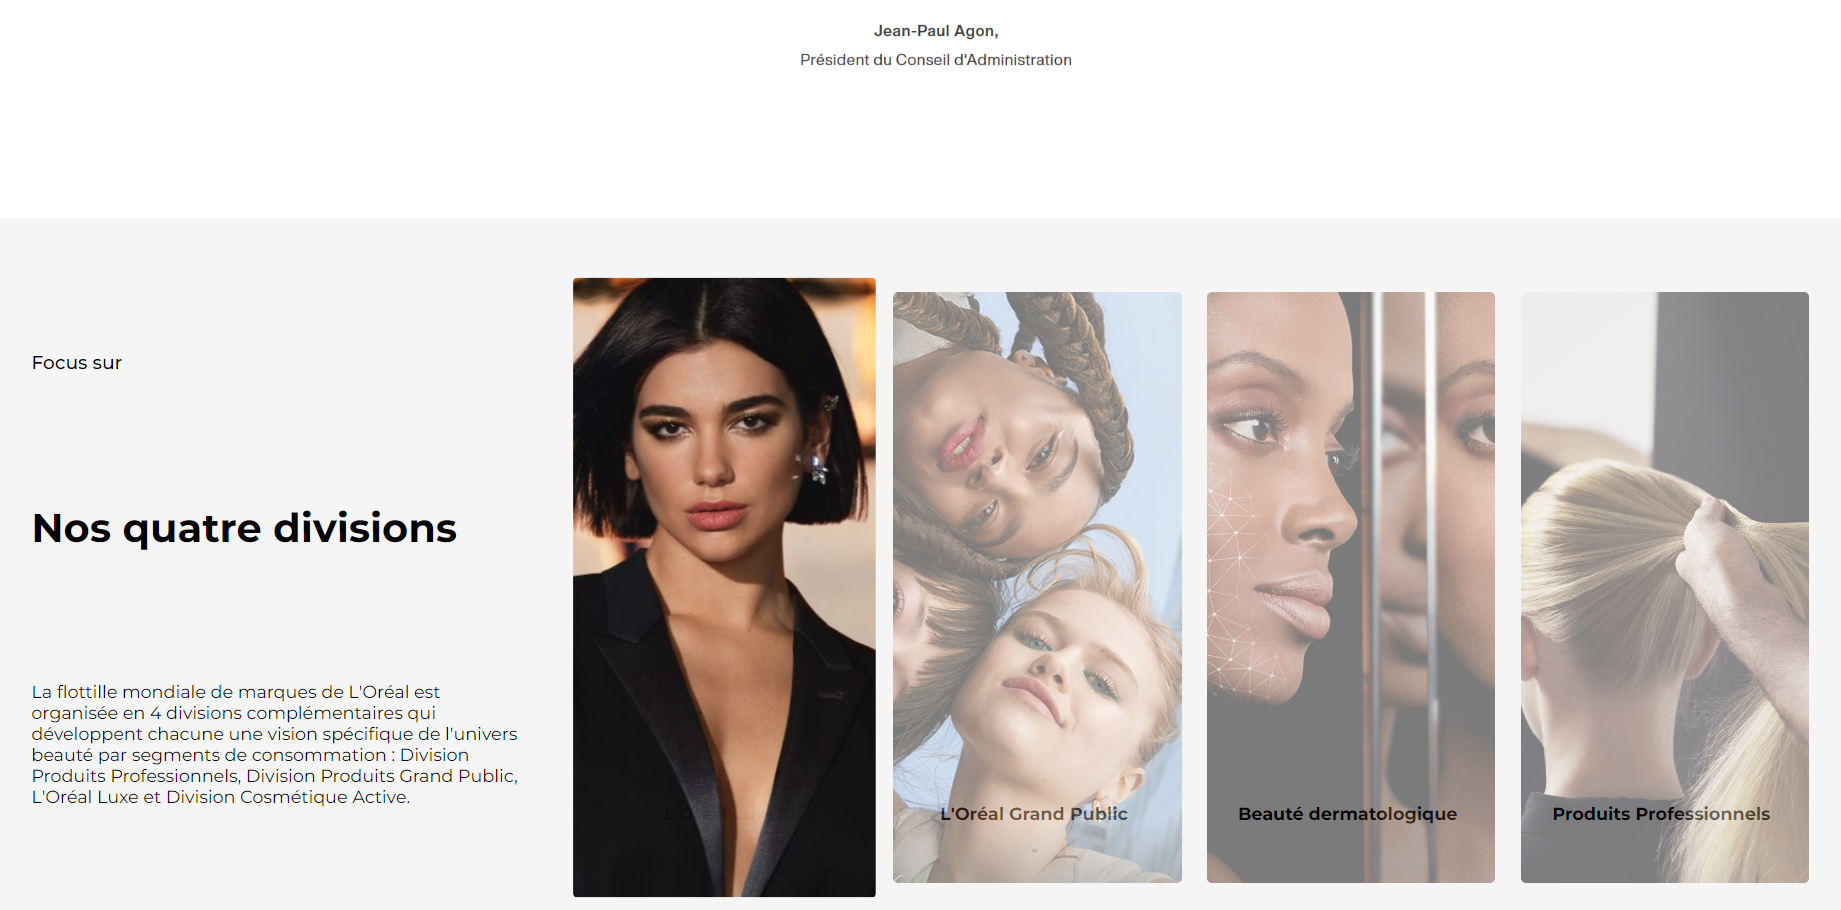 Jean-Paul Agon,
Président du Conseil d'Administration
Focus sur
Nos quatre divisions
La flottille mondiale de marques de L'Oréal est
organisée en 4 divisions complémentaires qui
développent chacune une vision spécifique de l'univers
beauté par segments de consommation : Division
Produits Professionnels, Division Produits Grand Public,
L'Oréal Luxe et Division Cosmétique Active.
L'Oréal Grand Public
Beauté dermatologique
Produits Professionnels